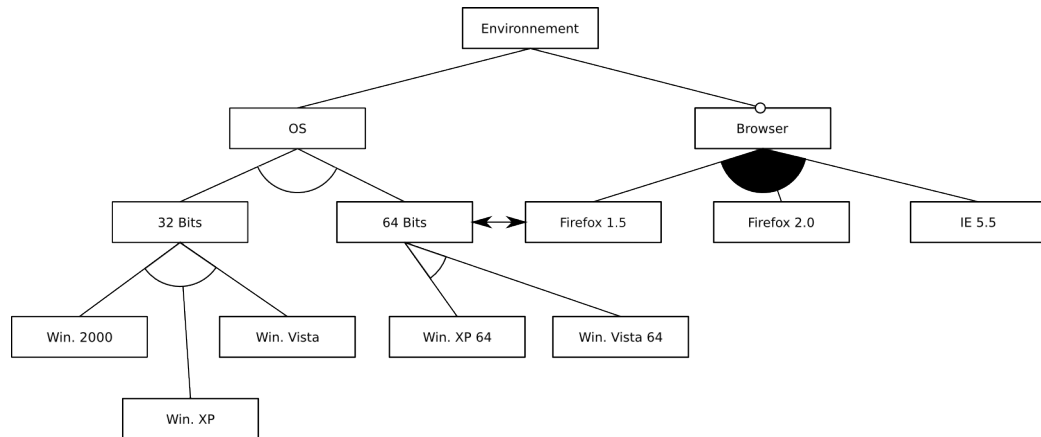 Environnement
OS
Browser
32 Bits
64 Bits
Firefox 1.5
Firefox 2.0
IE 5.5
Win. 2000
Win. Vista
Win. XP 64
Win. Vista 64
Win. XP